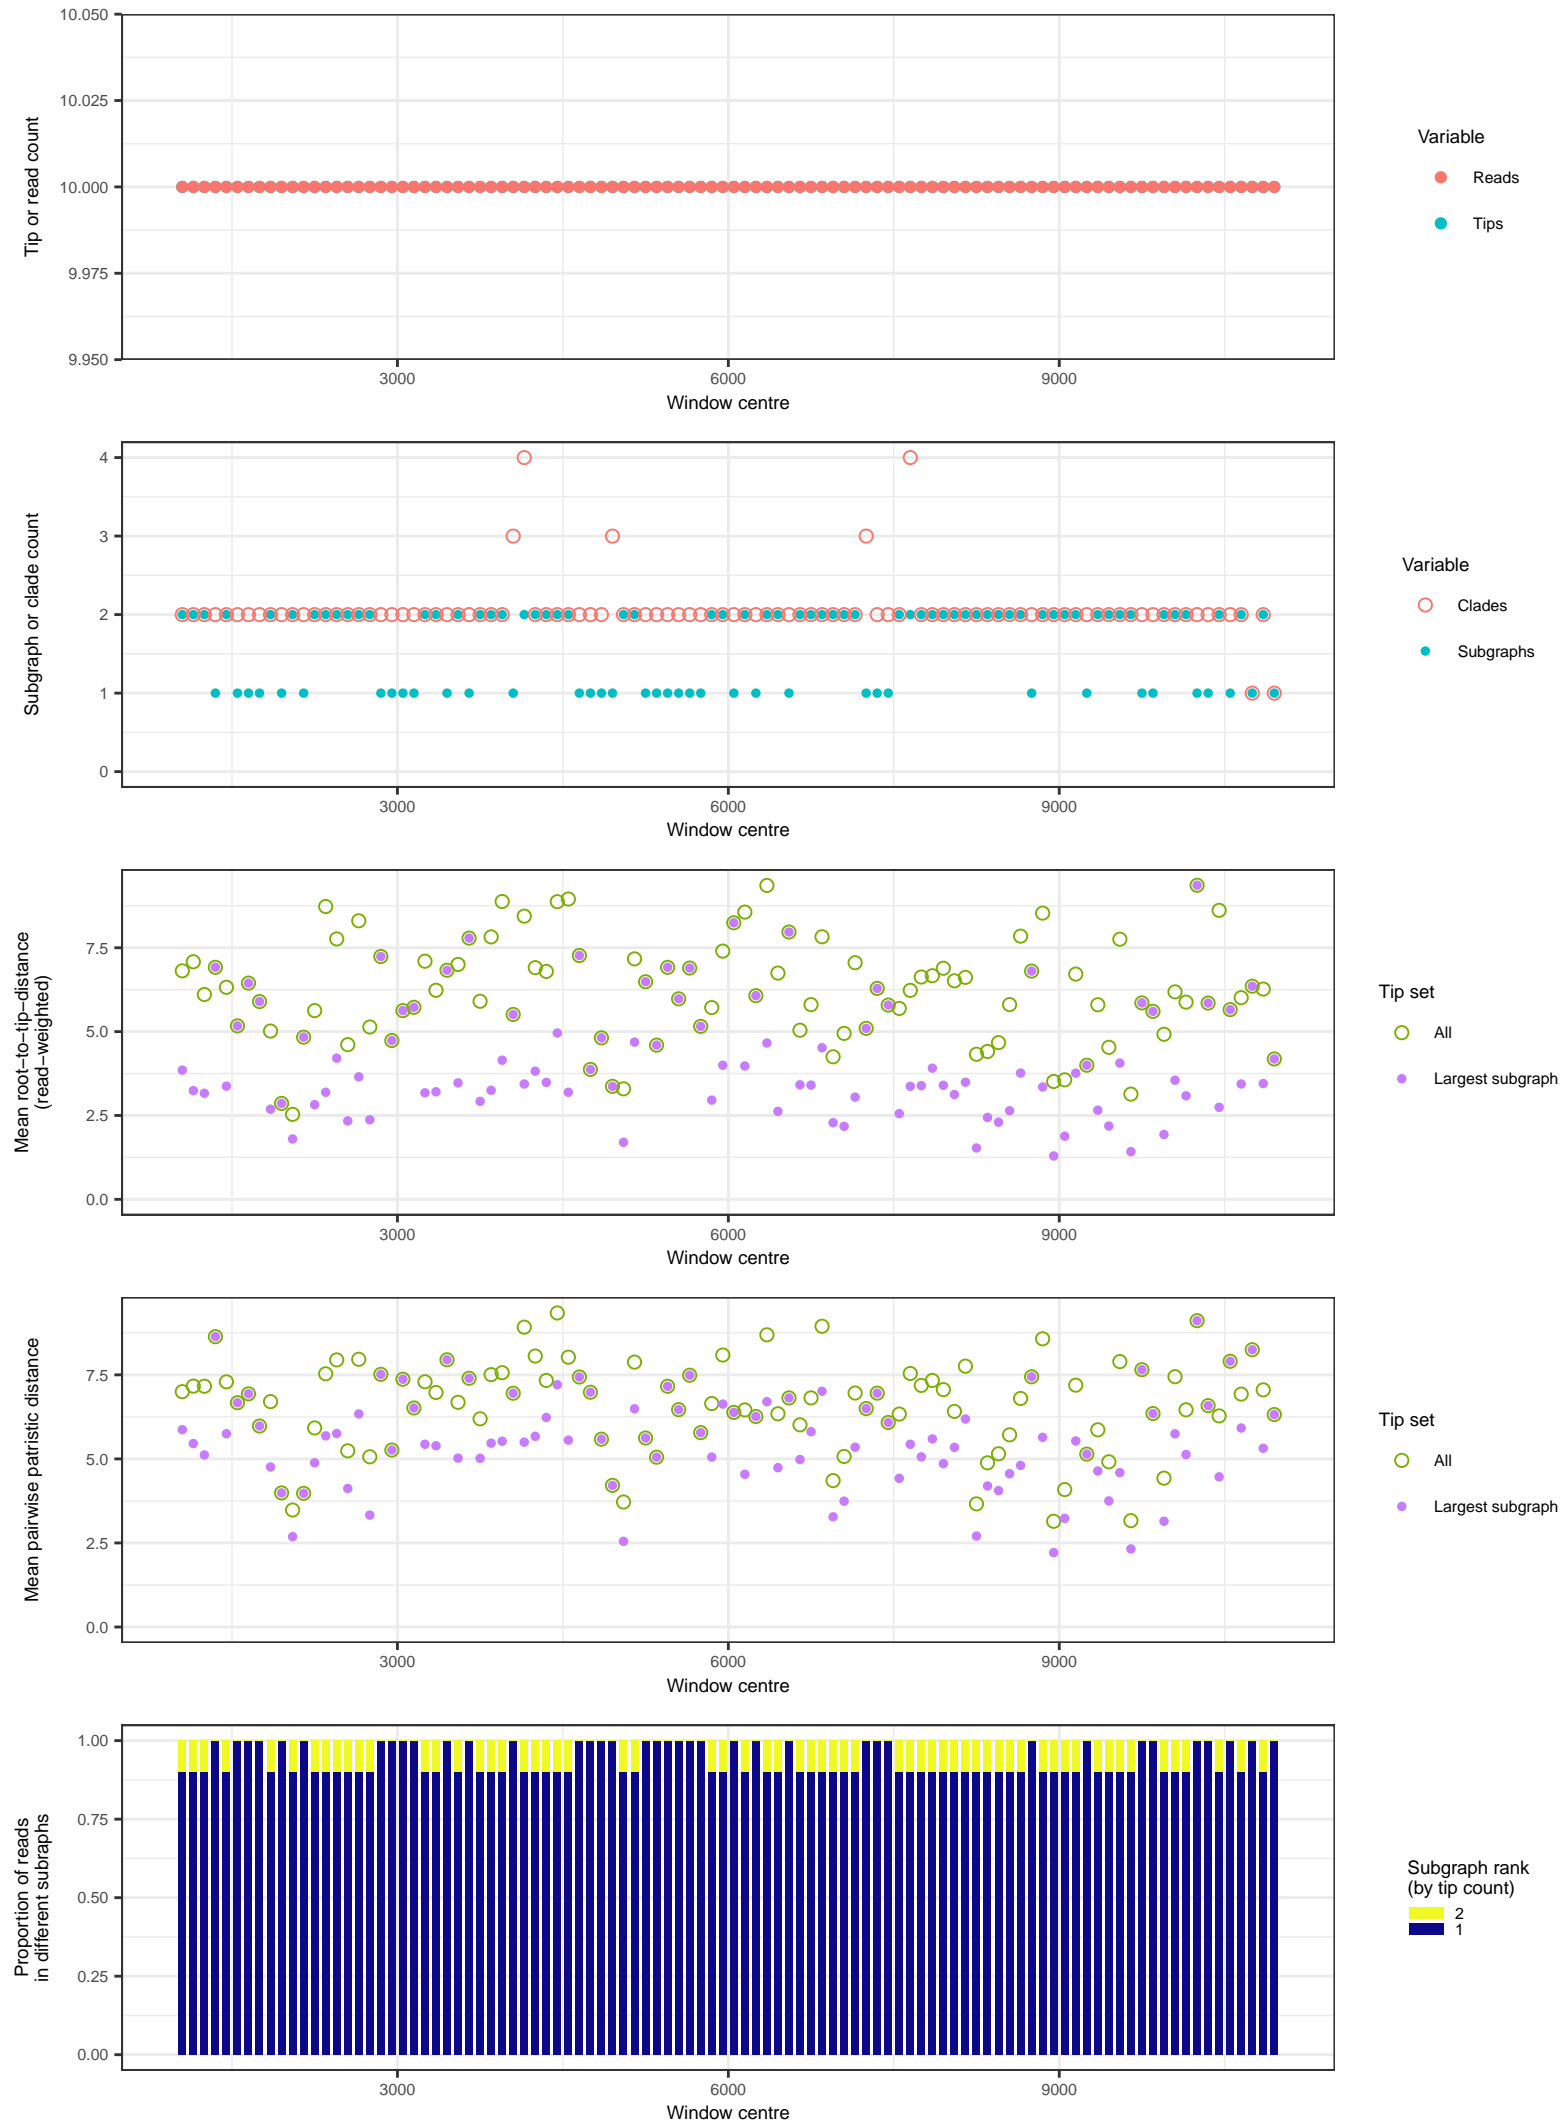 10.050
10.025
10.000
9.975
9.950
Tip or read count
3000
6000
9000
Window centre
Variable
Reads
Tips
4
3
2
1
0
Subgraph or clade count
3000
6000
9000
Window centre
Variable
Clades
Subgraphs
7.5
5.0
2.5
0.0
Mean root−to−tip−distance
(read−weighted)
3000
6000
9000
Window centre
Tip set
All
Largest subgraph
7.5
5.0
2.5
0.0
Mean pairwise patristic distance
3000
6000
9000
Window centre
Tip set
All
Largest subgraph
1.00
0.75
0.50
0.25
0.00
Proportion of reads
in different subraphs
3000
6000
9000
Window centre
Subgraph rank
(by tip count)
2
1